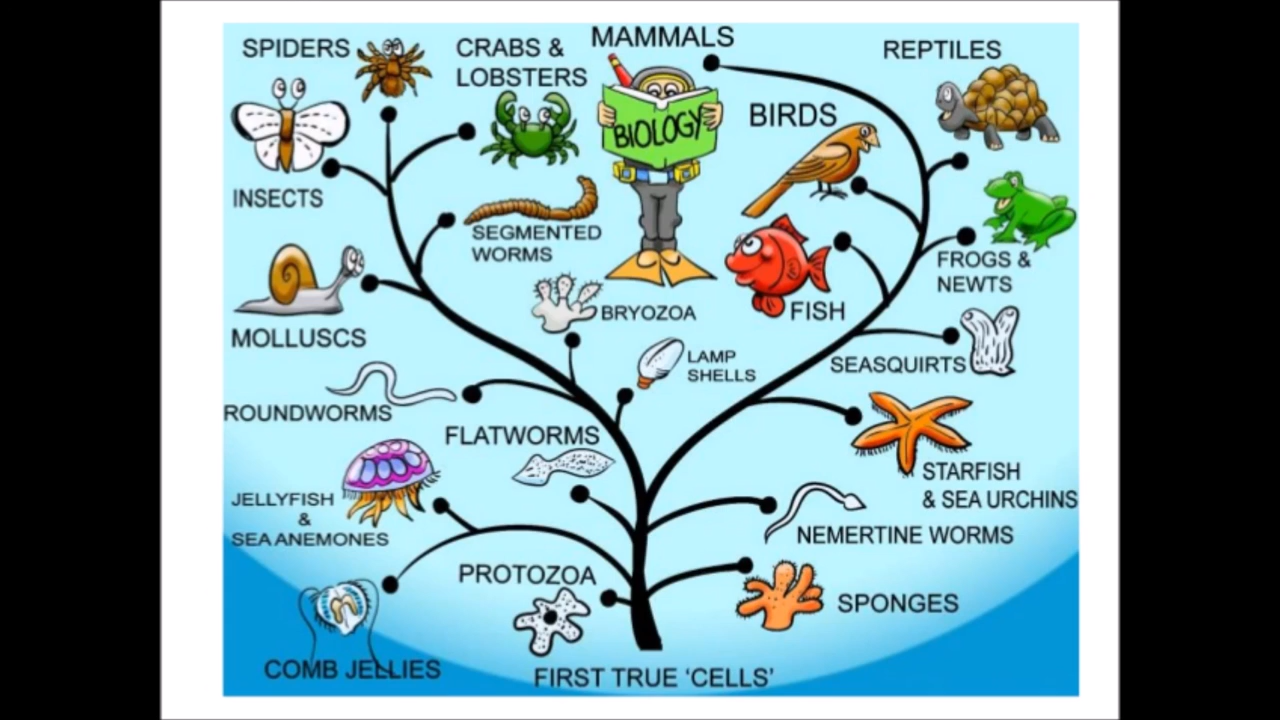 SPIDERS
CRABS &
LOBSTERS
MAMMALS
REPTILES
BIOLOGY
BIRDS
INSECTS
SEGMENTED
WORMS
FROGS &
NEWTS
MOLLUSCS
BRYOZOA
FISH
LAMP
SHELLS
SEASQUIRTS
ROUNDWORMS
FLATWORMS
STARFISH
& SEA URCHINS
JELLYFISH
&
SEA ANEMONES
NEMERTINE WORMS
PROTOZOA
SPONGES
COMB JELLIES
FIRST TRUE ‘CELLS’